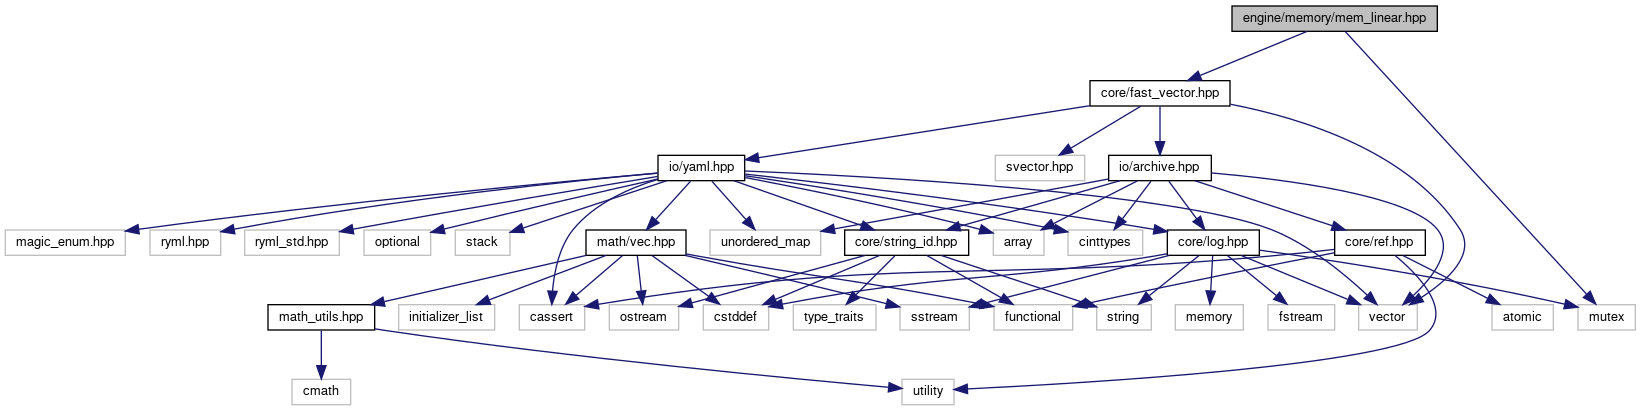 engine/memory/mem_linear.hpp
core/fast_vector.hpp
io/yaml.hpp
svector.hpp
io/archive.hpp
magic_enum.hpp
ryml.hpp
ryml_std.hpp
optional
stack
math/vec.hpp
unordered_map
core/string_id.hpp
array
cinttypes
core/log.hpp
core/ref.hpp
math_utils.hpp
initializer_list
cassert
ostream
cstddef
type_traits
sstream
functional
string
memory
fstream
vector
atomic
mutex
cmath
utility